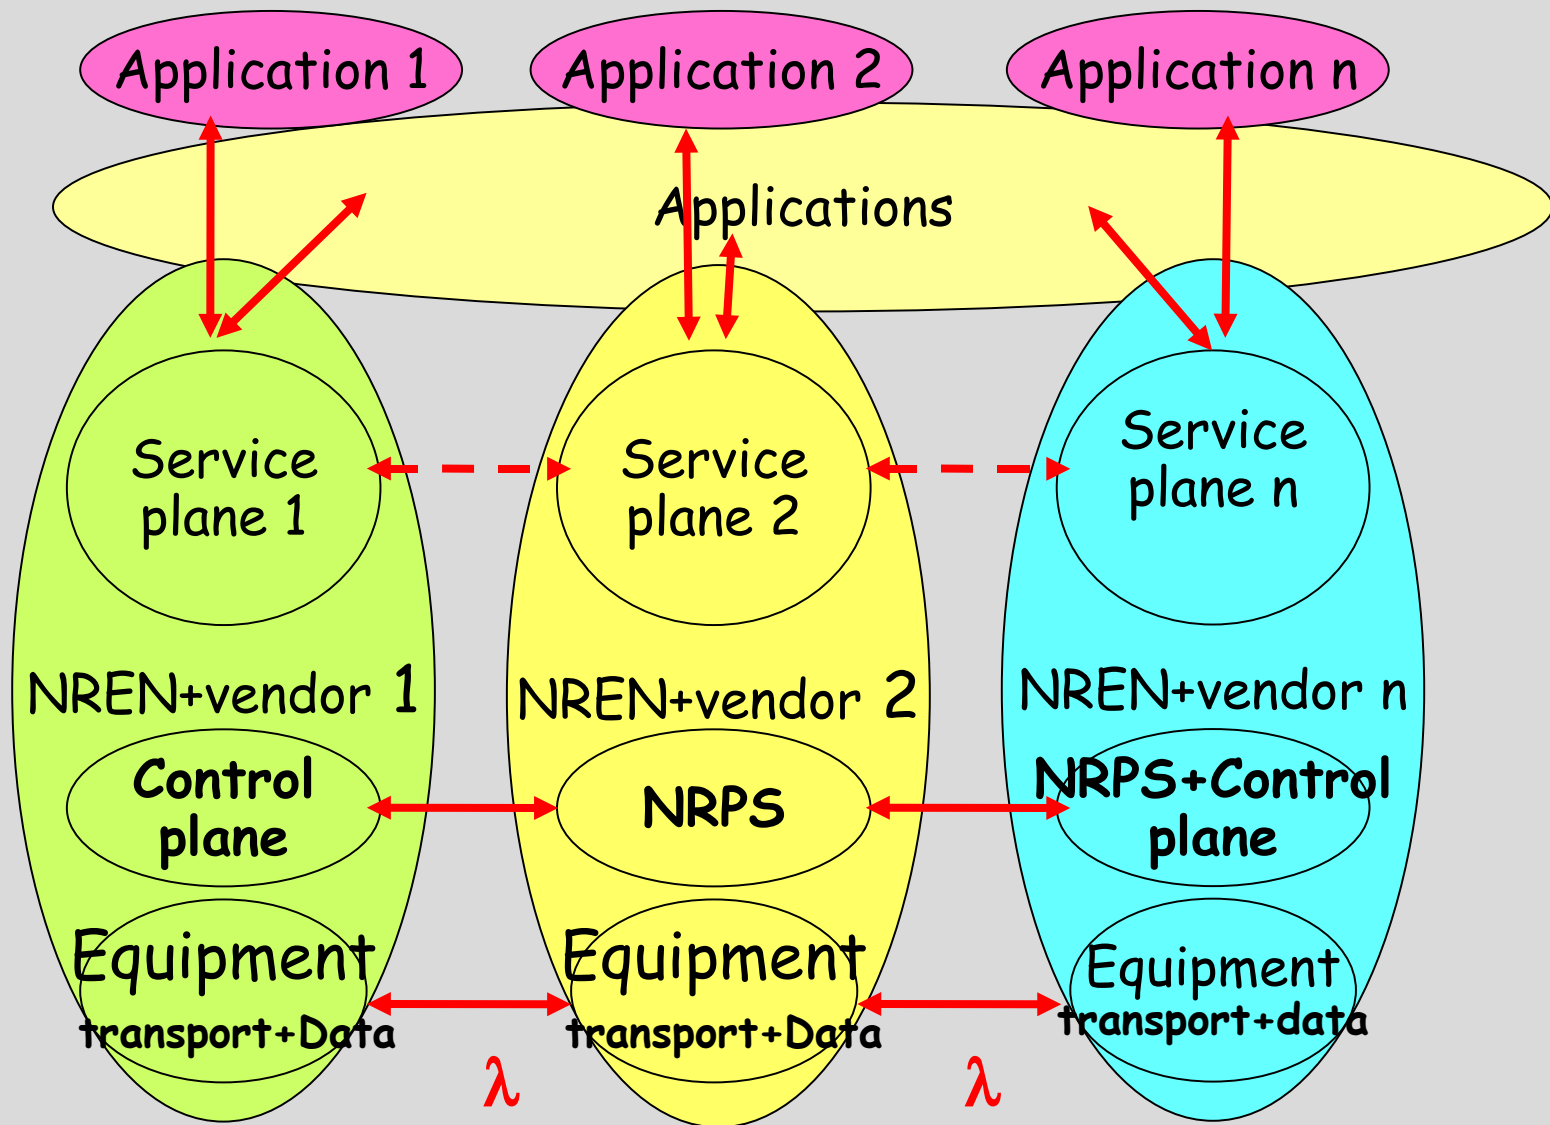 Application 1
Application 2
Application n
Applications
Service
plane 1
Service
plane 2
Service
plane n
NREN+vendor 1
NREN+vendor 2
NREN+vendor n
Control
plane
NRPS
NRPS+Control
plane
Equipment
transport+Data
Equipment
transport+Data
Equipment
transport+data
λ
λ